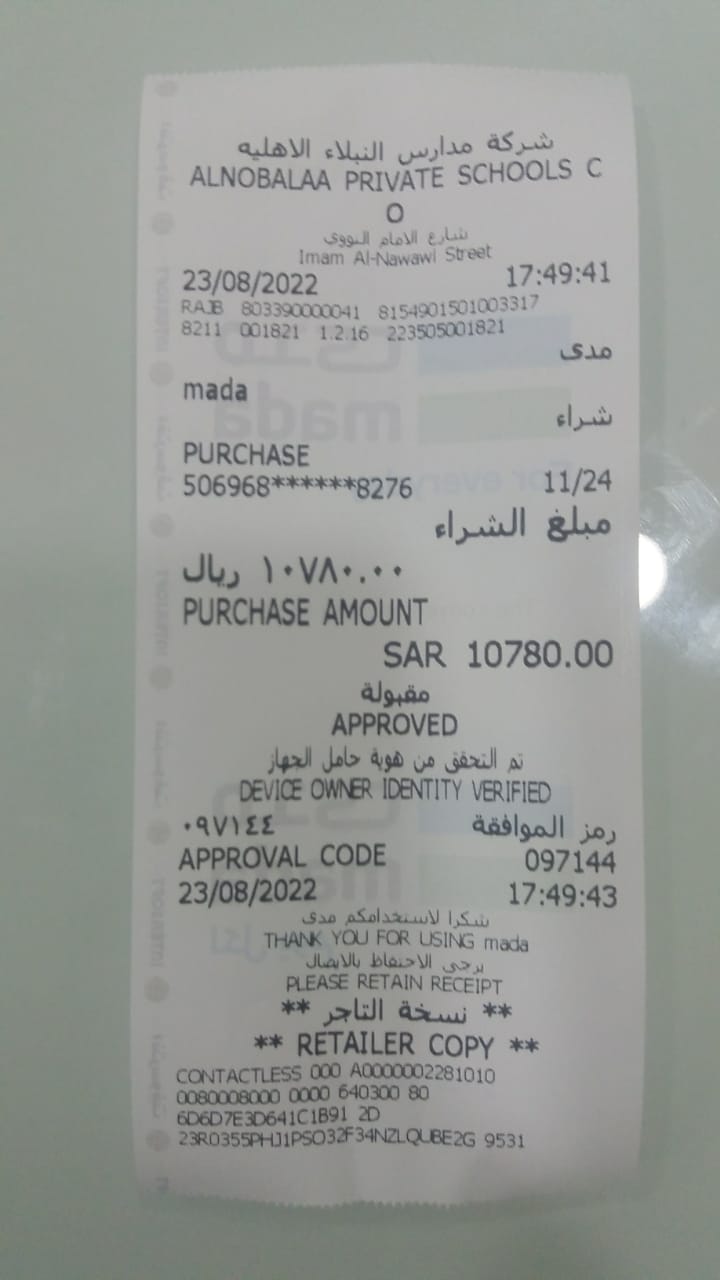 شركة مدارس النبلاء الاهليه
ALNOBALAA PRIVATE SCHOOLS C
O
شارع الامام النووي
Imam Al-Nawawi Street
23/08/2022 17:49:41
RAJB 803390000041 8154901501003317
8211 001821 1.2.16 223505001821
مدى
mada
شراء
PURCHASE
506968******8276 11/24
مبلغ الشراء
١٠٧٨٠.٠٠ ريال
PURCHASE AMOUNT
SAR 10780.00
مقبولة
APPROVED
تم التحقق من هوية حامل الجهاز
DEVICE OWNER IDENTITY VERIFIED
رمز الموافقة ٠٩٧١٤٤
APPROVAL CODE 097144
23/08/2022 17:49:43
شكرا لاستخدامكم مدى
THANK YOU FOR USING mada
يرجى الاحتفاظ بالايصال
PLEASE RETAIN RECEIPT
** نسخة التاجر **
** RETAILER COPY **
CONTACTLESS 000 A0000002281010
0080008000 0000 640300 80
6D6D7E3D641C1B91 2D
23R0355PHJ1PSO32F34NZLQUBE2G 9531